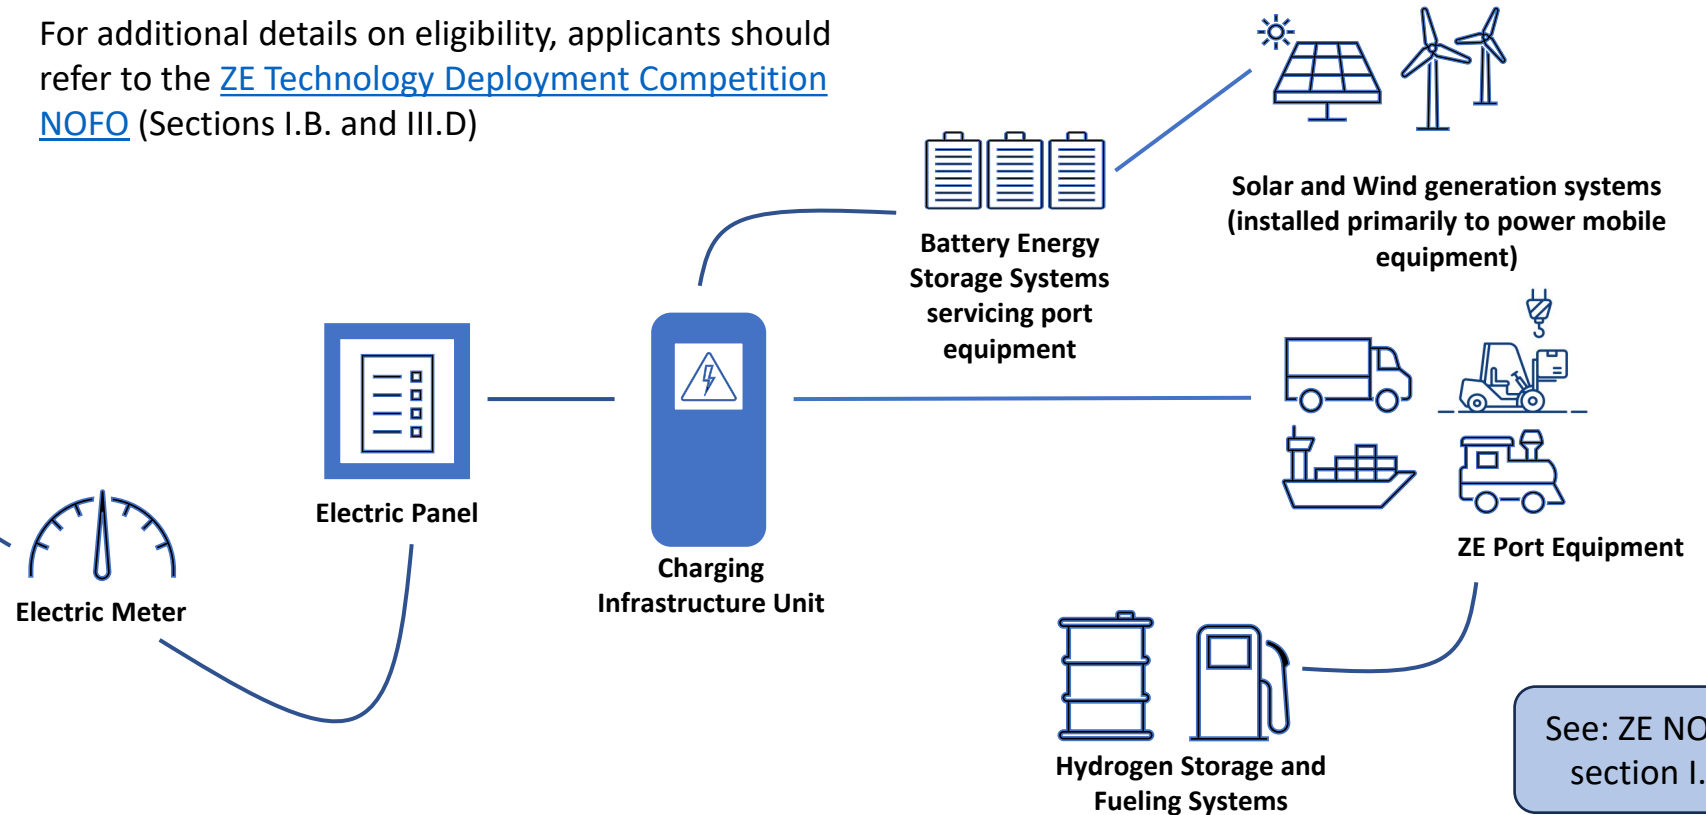 For additional details on eligibility, applicants should
refer to the ZE Technology Deployment Competition
NOFO (Sections I.B. and III.D)
Solar and Wind generation systems
(installed primarily to power mobile
equipment)
Battery Energy
Storage Systems
servicing port
equipment
Electric Panel
Charging
Infrastructure Unit
ZE Port Equipment
Electric Meter
Hydrogen Storage and
Fueling Systems
See: ZE NO
section I.